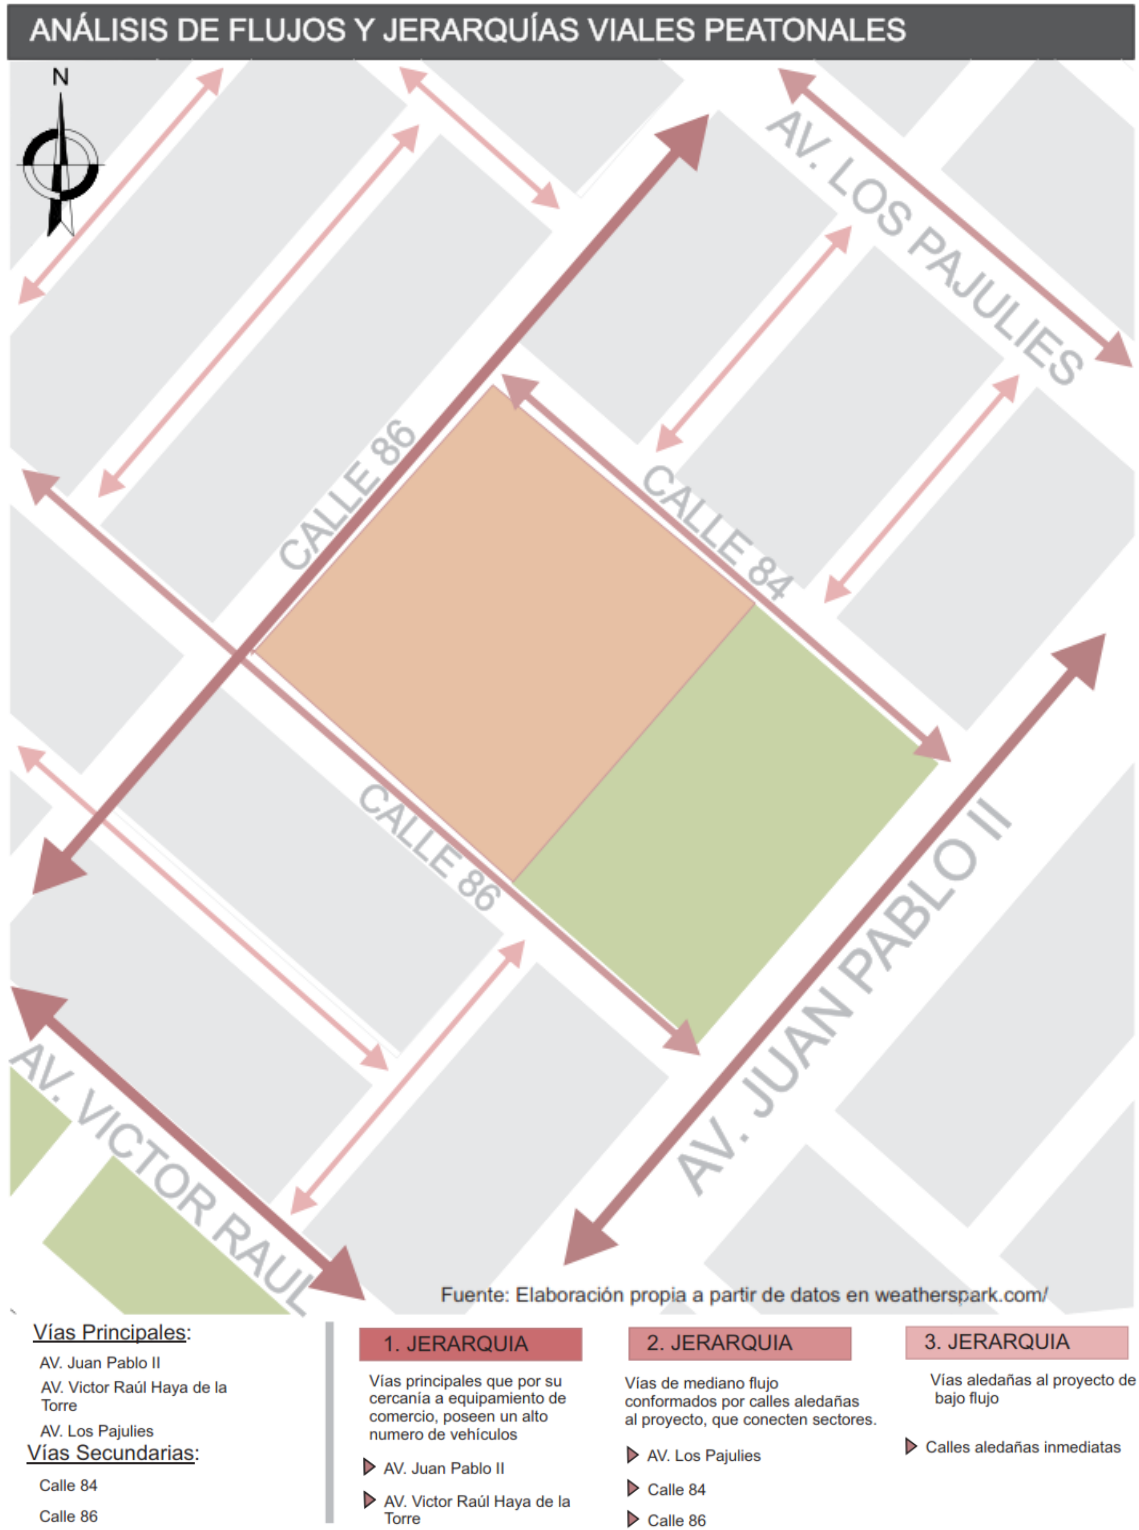 ANÁLISIS DE FLUJOS Y JERARQUÍAS VIALES PEATONALES
N
AV. LOS PAJULIES
CALLE 86
CALLE 84
CALLE 86
AV. JUAN PABLO II
AV. VICTOR RAUL
Fuente: Elaboración propia a partir de datos en weatherspark.com/
Vías Principales:
AV. Juan Pablo II
AV. Victor Raúl Haya de la
Torre
AV. Los Pajulies
Vías Secundarias:
Calle 84
Calle 86
1. JERARQUIA
Vías principales que por su
cercanía a equipamiento de
comercio, poseen un alto
numero de vehículos
AV. Juan Pablo II
AV. Victor Raúl Haya de la
Torre
2. JERARQUIA
Vías de mediano flujo
conformados por calles aledañas
al proyecto, que conecten sectores.
AV. Los Pajulies
Calle 84
Calle 86
3. JERARQUIA
Vías aledañas al proyecto de
bajo flujo
Calles aledañas inmediatas